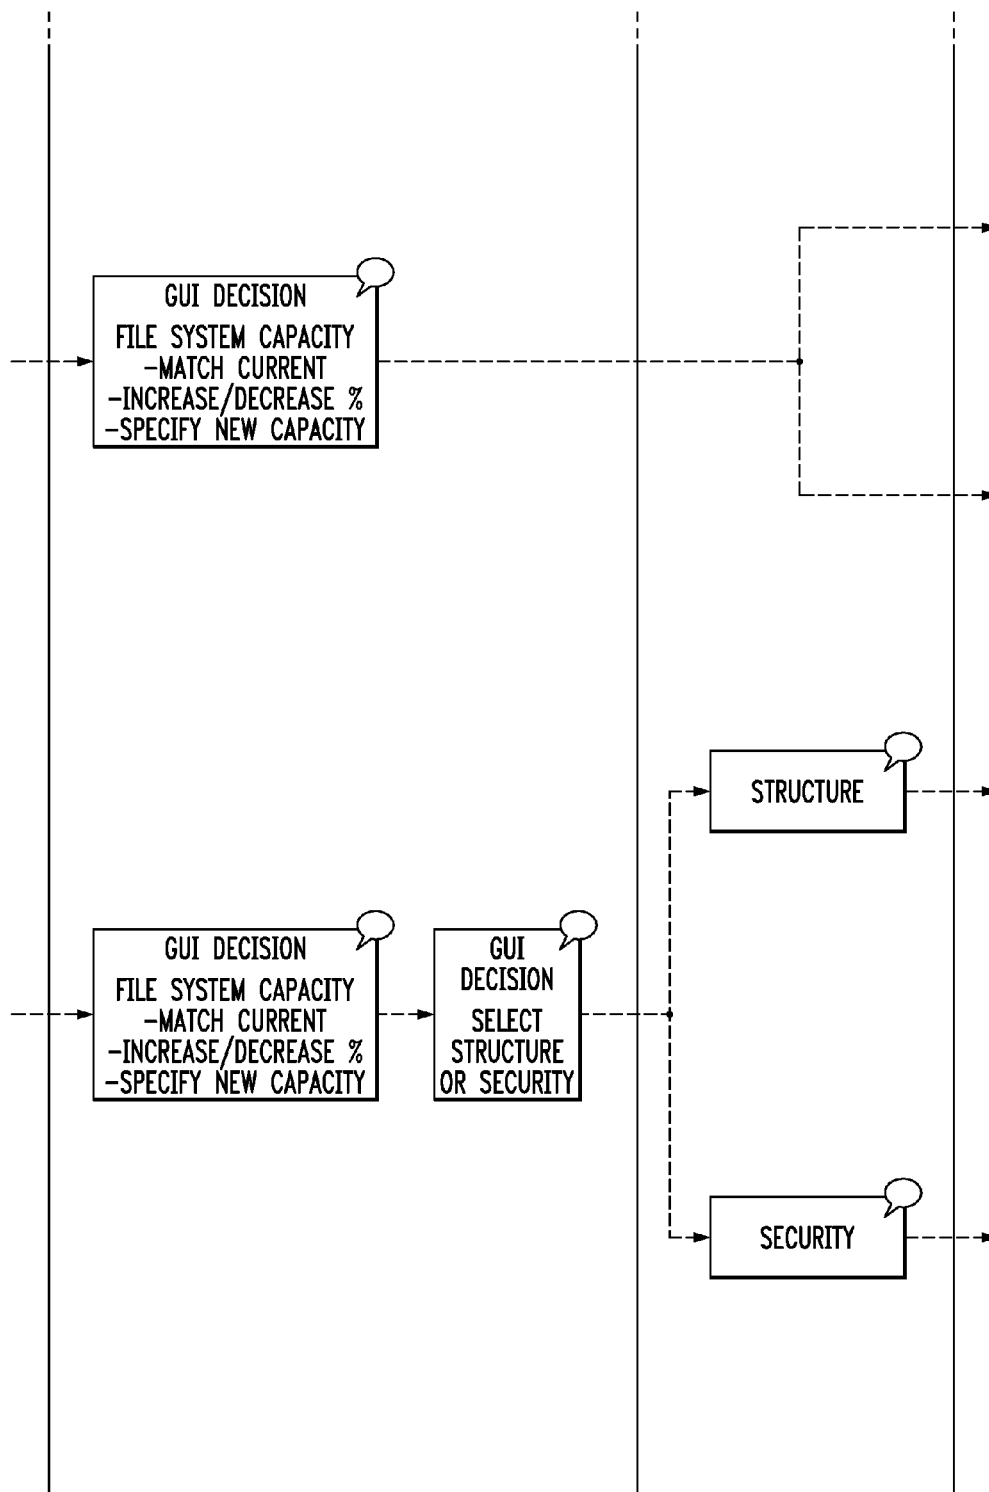 GUI DECISION
FILE SYSTEM CAPACITY
-MATCH CURRENT
-INCREASE/DECREASE %
-SPECIFY NEW CAPACITY
STRUCTURE
GUI DECISION
FILE SYSTEM CAPACITY
-MATCH CURRENT
-INCREASE/DECREASE %
-SPECIFY NEW CAPACITY
GUI
DECISION
SELECT
STRUCTURE
OR SECURITY
SECURITY